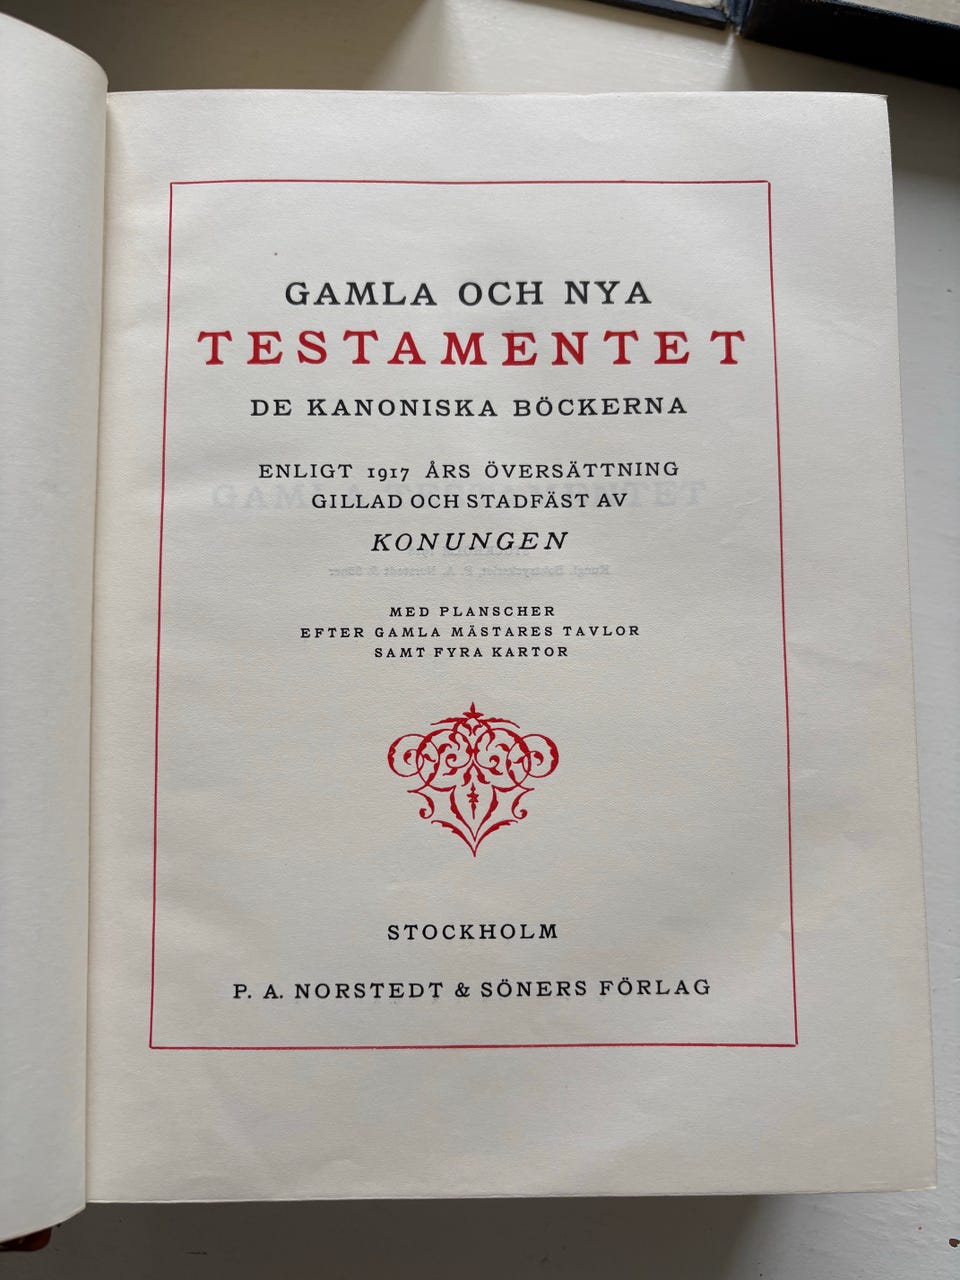 GAMLA OCH NYA
TESTAMENTET
DE KANONISKA BÖCKERNA
ENLIGT 1917 ÅRS ÖVERSÄTTNING
GILLAD OCH STADFÄST AV
KONUNGEN
MED PLANSCHER
EFTER GAMLA MÄSTARES TAVLOR
SAMT FYRA KARTOR
STOCKHOLM
P. A. NORSTEDT & SÖNERS FÖRLAG